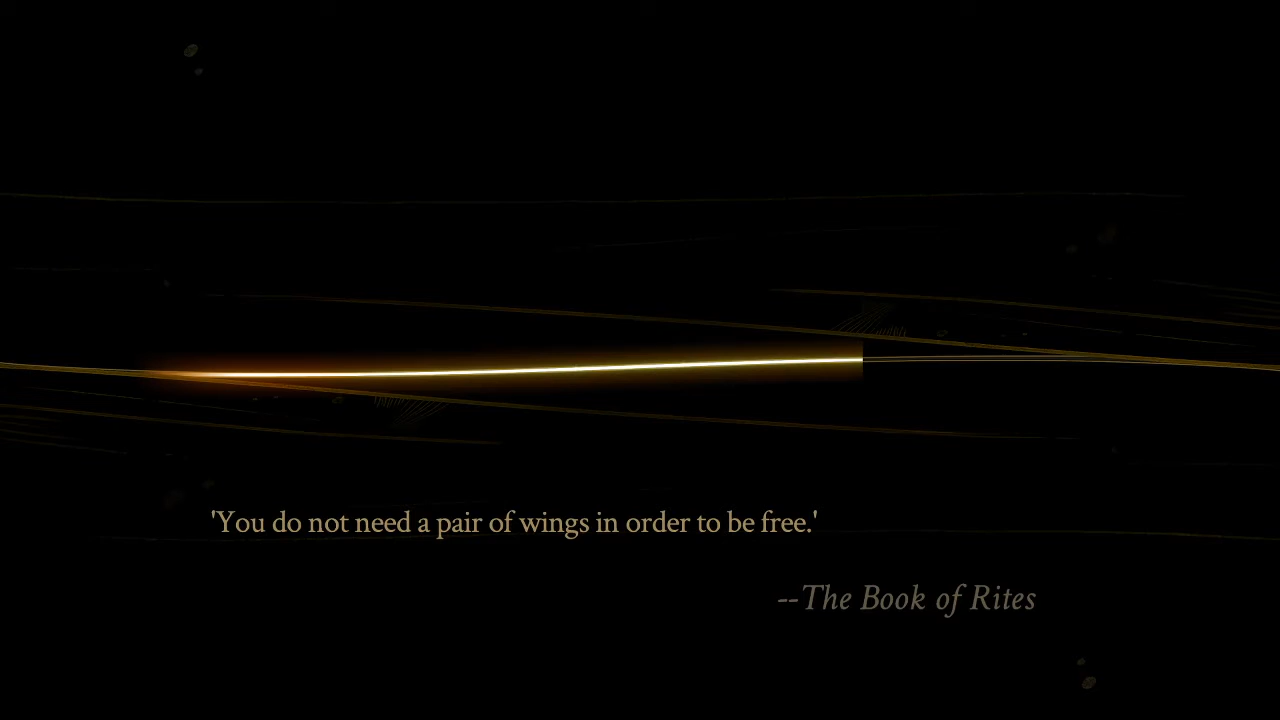 'You do not need a pair of wings in order to be free.'
--The Book of Rites